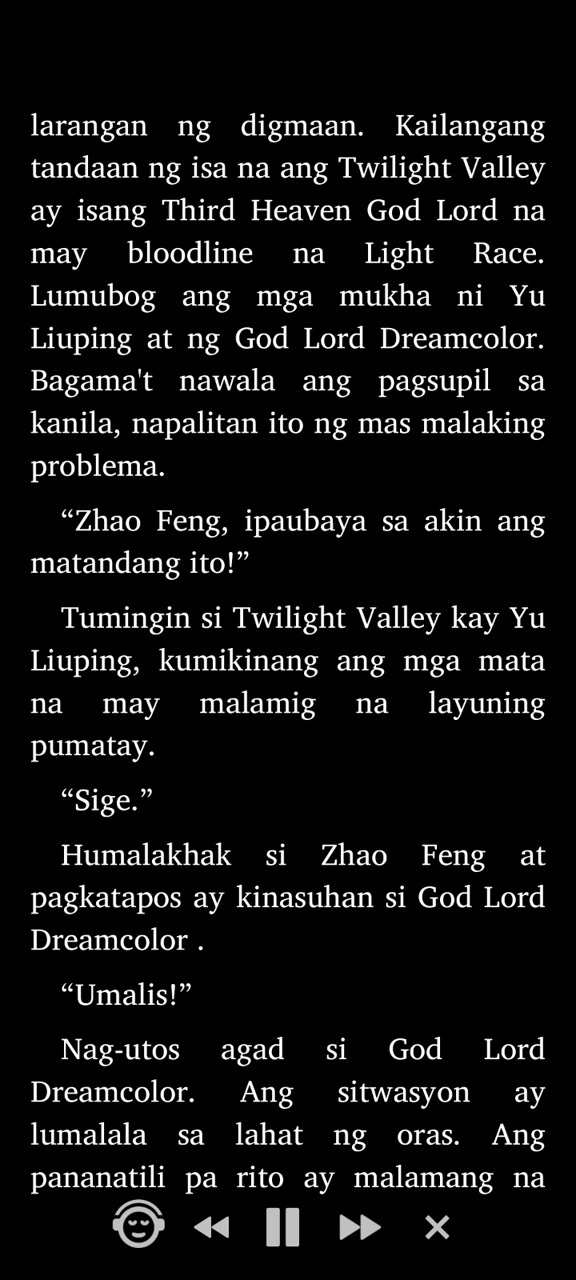 larangan ng digmaan. Kailangang
tandaan ng isa na ang Twilight Valley
ay isang Third Heaven God Lord na
may bloodline na Light Race.
Lumubog ang mga mukha ni Yu
Liuping at ng God Lord Dreamcolor.
Bagama't nawala ang pagsupil sa
kanila, napalitan ito ng mas malaking
problema.
“Zhao Feng, ipaubaya sa akin ang
matandang ito!”
Tumingin si Twilight Valley kay Yu
Liuping, kumikinang ang mga mata
na may malamig na layuning
pumatay.
“Sige.”
Humalakhak si Zhao Feng at
pagkatapos ay kinasuhan si God Lord
Dreamcolor .
“Umalis!”
Nag-utos agad si God Lord
Dreamcolor. Ang sitwasyon ay
lumalala sa lahat ng oras. Ang
pananatili pa rito ay malamang na